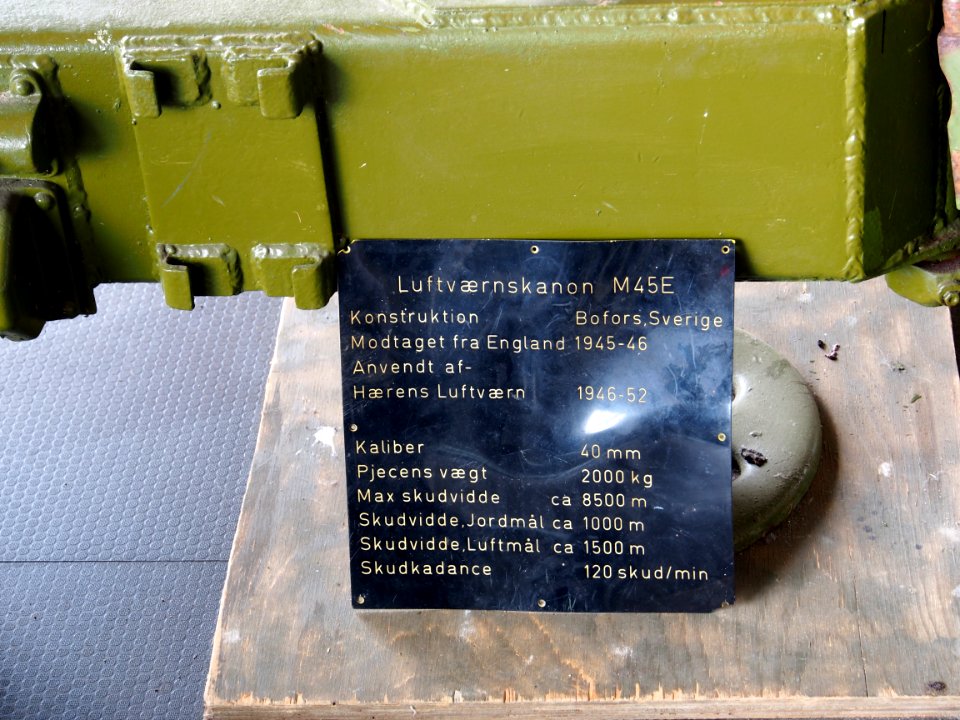 Luftværnskanon M45E
Konstruktion Bofors,Sverige
Modtaget fra England 1945-46
Anvendt af-
Hærens Luftværn 1946-52
Kaliber 40 mm
Pjecens vægt 2000 kg
Max skudvidde ca 8500 m
Skudvidde,Jordmål ca 1000 m
Skudvidde,Luftmål ca 1500 m
Skudkadance 120 skud/min